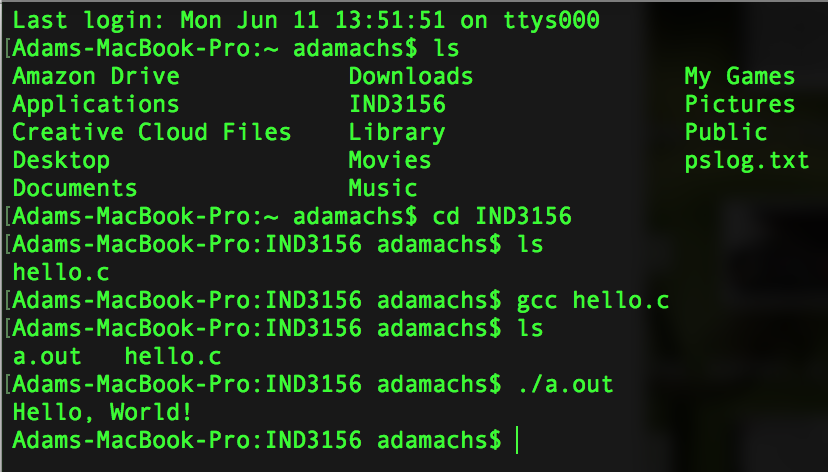 Last login: Mon Jun 11 13:51:51 on ttys000
[Adams-MacBook-Pro:~ adamachs$ ls
Amazon Drive Downloads My Games
Applications IND3156 Pictures
Creative Cloud Files Library Public
Desktop Movies pslog.txt
Documents Music
[Adams-MacBook-Pro:~ adamachs$ cd IND3156
[Adams-MacBook-Pro:IND3156 adamachs$ ls
hello.c
[Adams-MacBook-Pro:IND3156 adamachs$ gcc hello.c
[Adams-MacBook-Pro:IND3156 adamachs$ ls
a.out hello.c
[Adams-MacBook-Pro:IND3156 adamachs$ ./a.out
Hello, World!
Adams-MacBook-Pro:IND3156 adamachs$